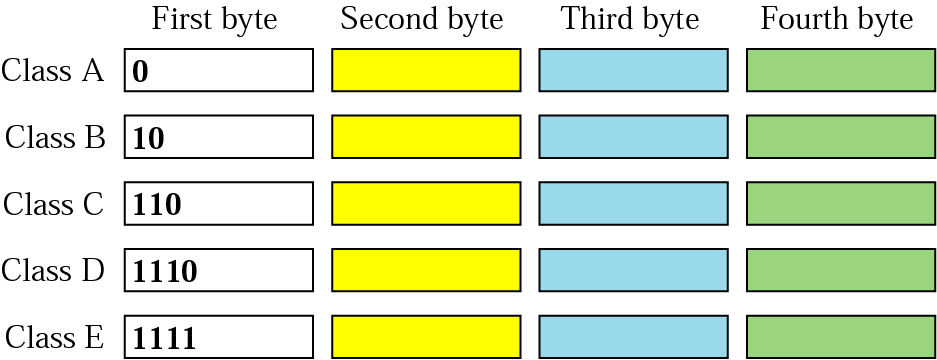 First byte Second byte Third byte Fourth byte
Class A 0
Class B 10
Class C 110
Class D 1110
Class E 1111